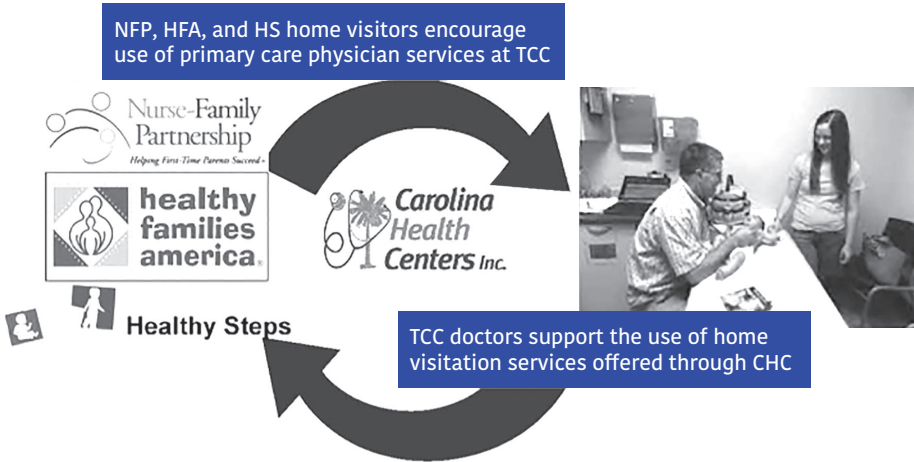 NFP, HFA, and HS home visitors encourage
use of primary care physician services at TCC
Nurse-Family
Partnership
Helping First-Time Parents Succeed
healthy
families
america®
Carolina
Health
Centers Inc.
Healthy Steps
TCC doctors support the use of home
visitation services offered through CHC